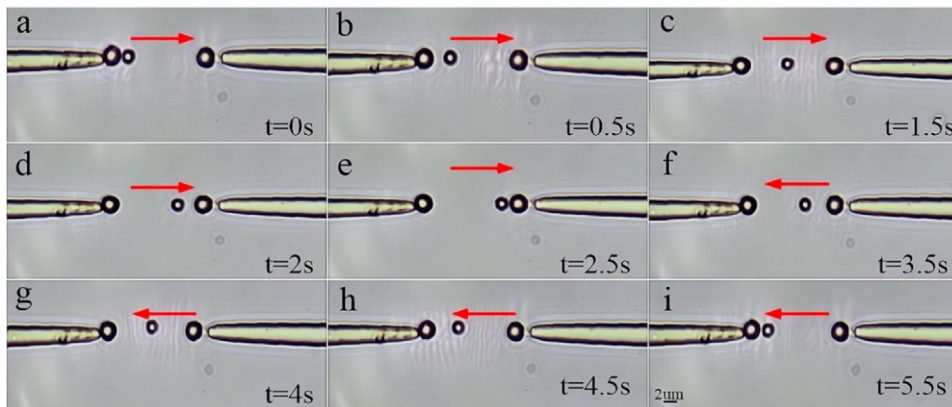 a
t=0s
b
t=0.5s
c
t=1.5s
d
t=2s
e
t=2.5s
f
t=3.5s
g
t=4s
h
t=4.5s
i
2um
t=5.5s